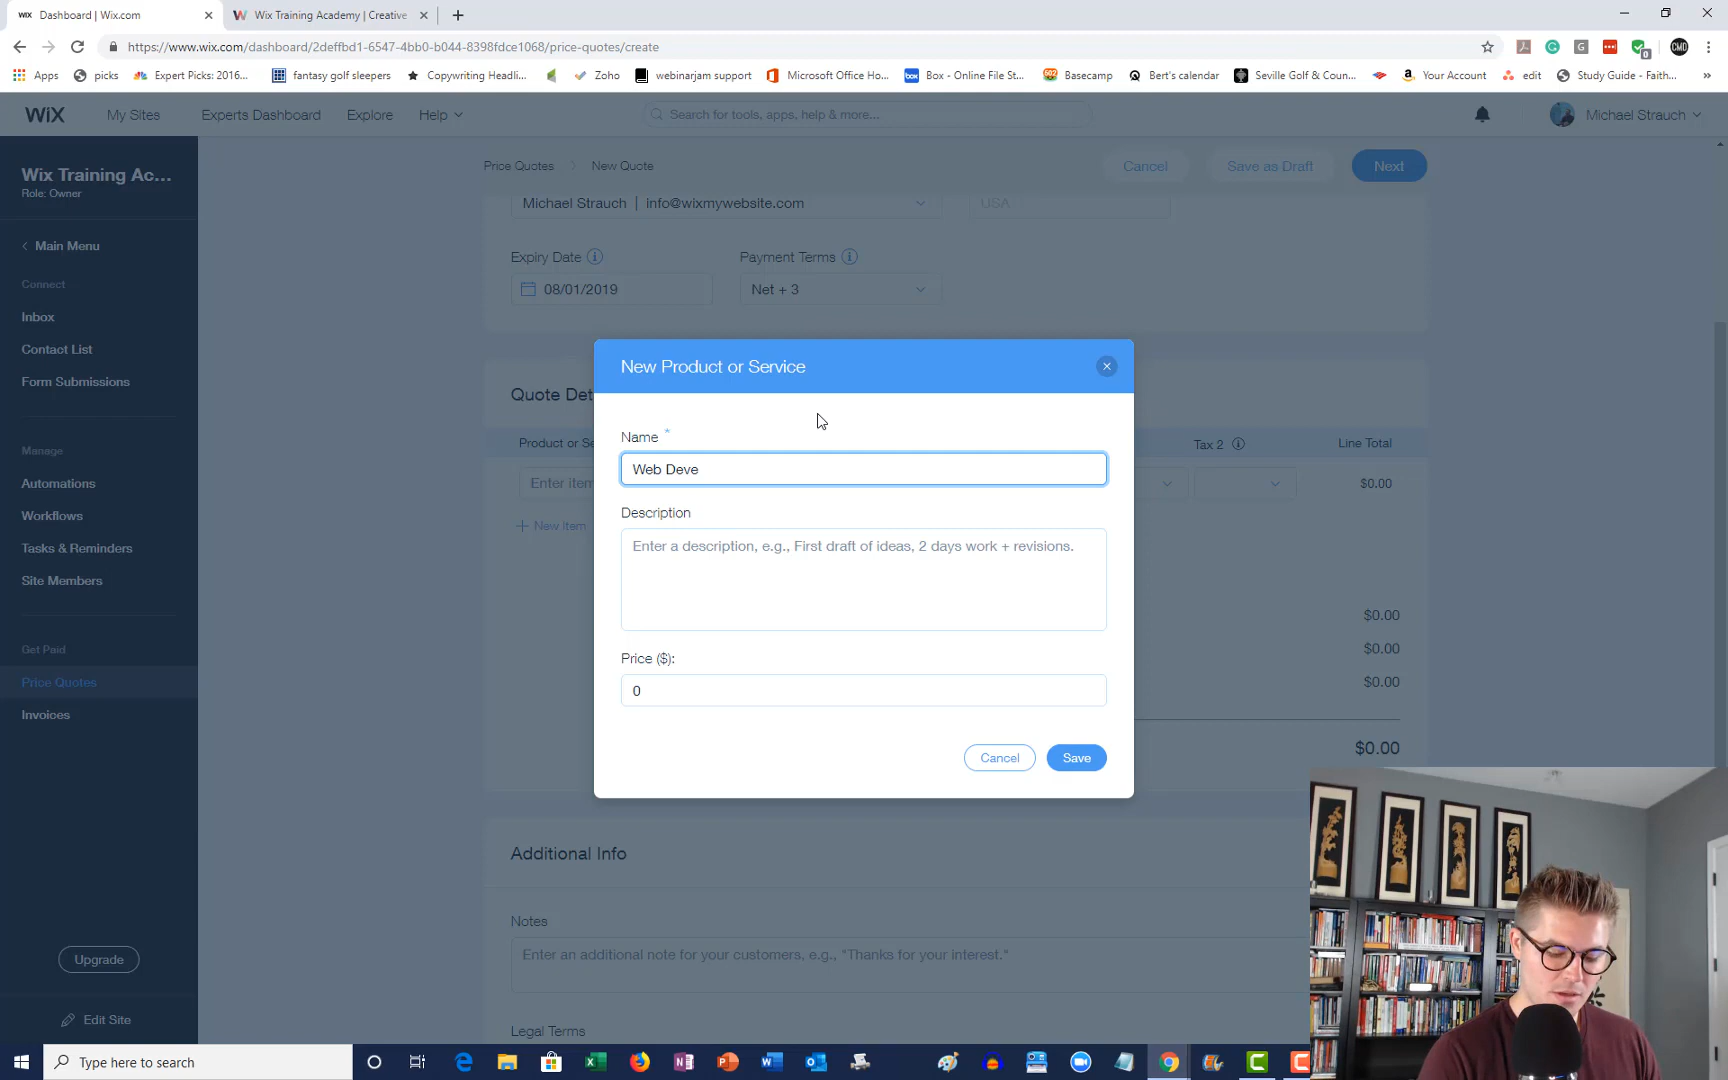 Dashboard | Wix.com
Wix Training Academy | Creative
https://www.wix.com/dashboard/2deffbd1-6547-4bb0-b044-8398fdce1068/price-quotes/create
Apps picks Expert Picks: 2016... fantasy golf sleepers Copywriting Headli... Zoho webinarjam support Microsoft Office Ho... Box - Online File St... Basecamp Bert's calendar Seville Golf & Coun... Your Account edit Study Guide - Faith... »
WiX My Sites Experts Dashboard Explore Help Search for tools, apps, help & more... Michael Strauch
Wix Training Ac...
Role: Owner
Main Menu
Connect
Inbox
Contact List
Form Submissions
Manage
Automations
Workflows
Tasks & Reminders
Site Members
Get Paid
Price Quotes
Invoices
Upgrade
Edit Site
Price Quotes New Quote Cancel Save as Draft Next
Michael Strauch | info@wixmywebsite.com USA
Expiry Date Payment Terms
08/01/2019 Net + 3
Quote Det
Product or Se Tax 2 Line Total
Enter item $0.00
+ New Item
$0.00
$0.00
$0.00
$0.00
New Product or Service
Name *
Web Deve
Description
Enter a description, e.g., First draft of ideas, 2 days work + revisions.
Price ($):
0
Cancel Save
Additional Info
Notes
Enter an additional note for your customers, e.g., "Thanks for your interest."
Legal Terms
Type here to search